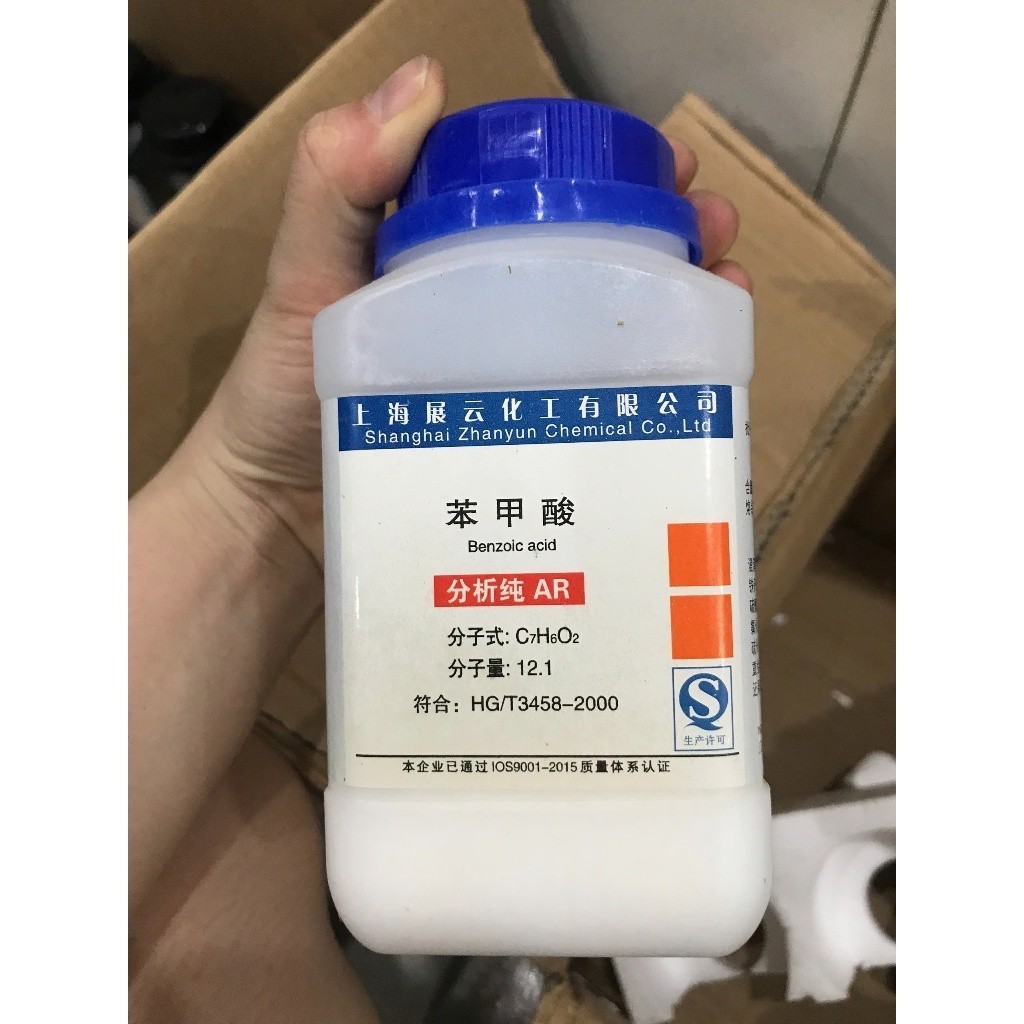 上海展云化工有限公司
Shanghai Zhanyun Chemical Co.,Ltd
苯甲酸
Benzoic acid
分析纯 AR
分子式: C₇H₆O₂
分子量: 12.1
符合: HG/T3458-2000
生产许可
本企业已通过IOS9001-2015质量体系认证